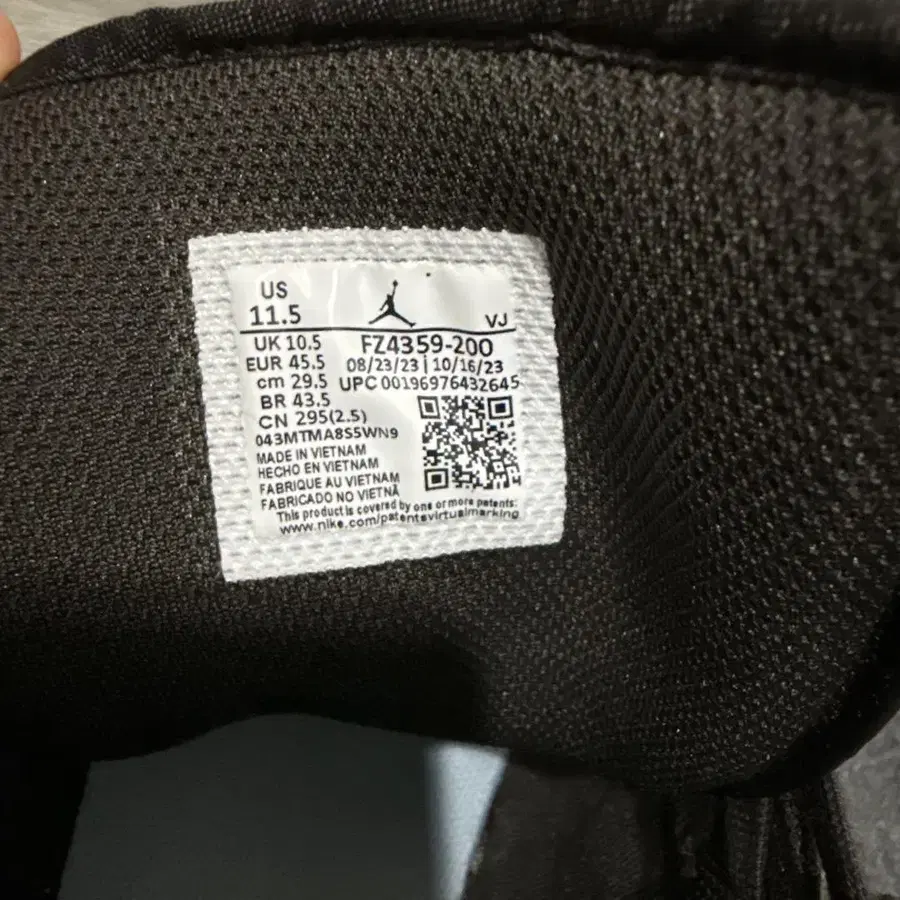 US
11.5
VJ
UK 10.5
FZ4359-200
EUR 45.5
08/23/23 | 10/16/23
cm 29.5
UPC 00196976432645
BR 43.5
CN 295(2.5)
043MTMA8S5WN9
MADE IN VIETNAM
HECHO EN VIETNAM
FABRIQUE AU VIETNAM
FABRICADO NO VIETNÃ
This product is covered by one or more patents:
www.nike.com/patentsvirtualmarking